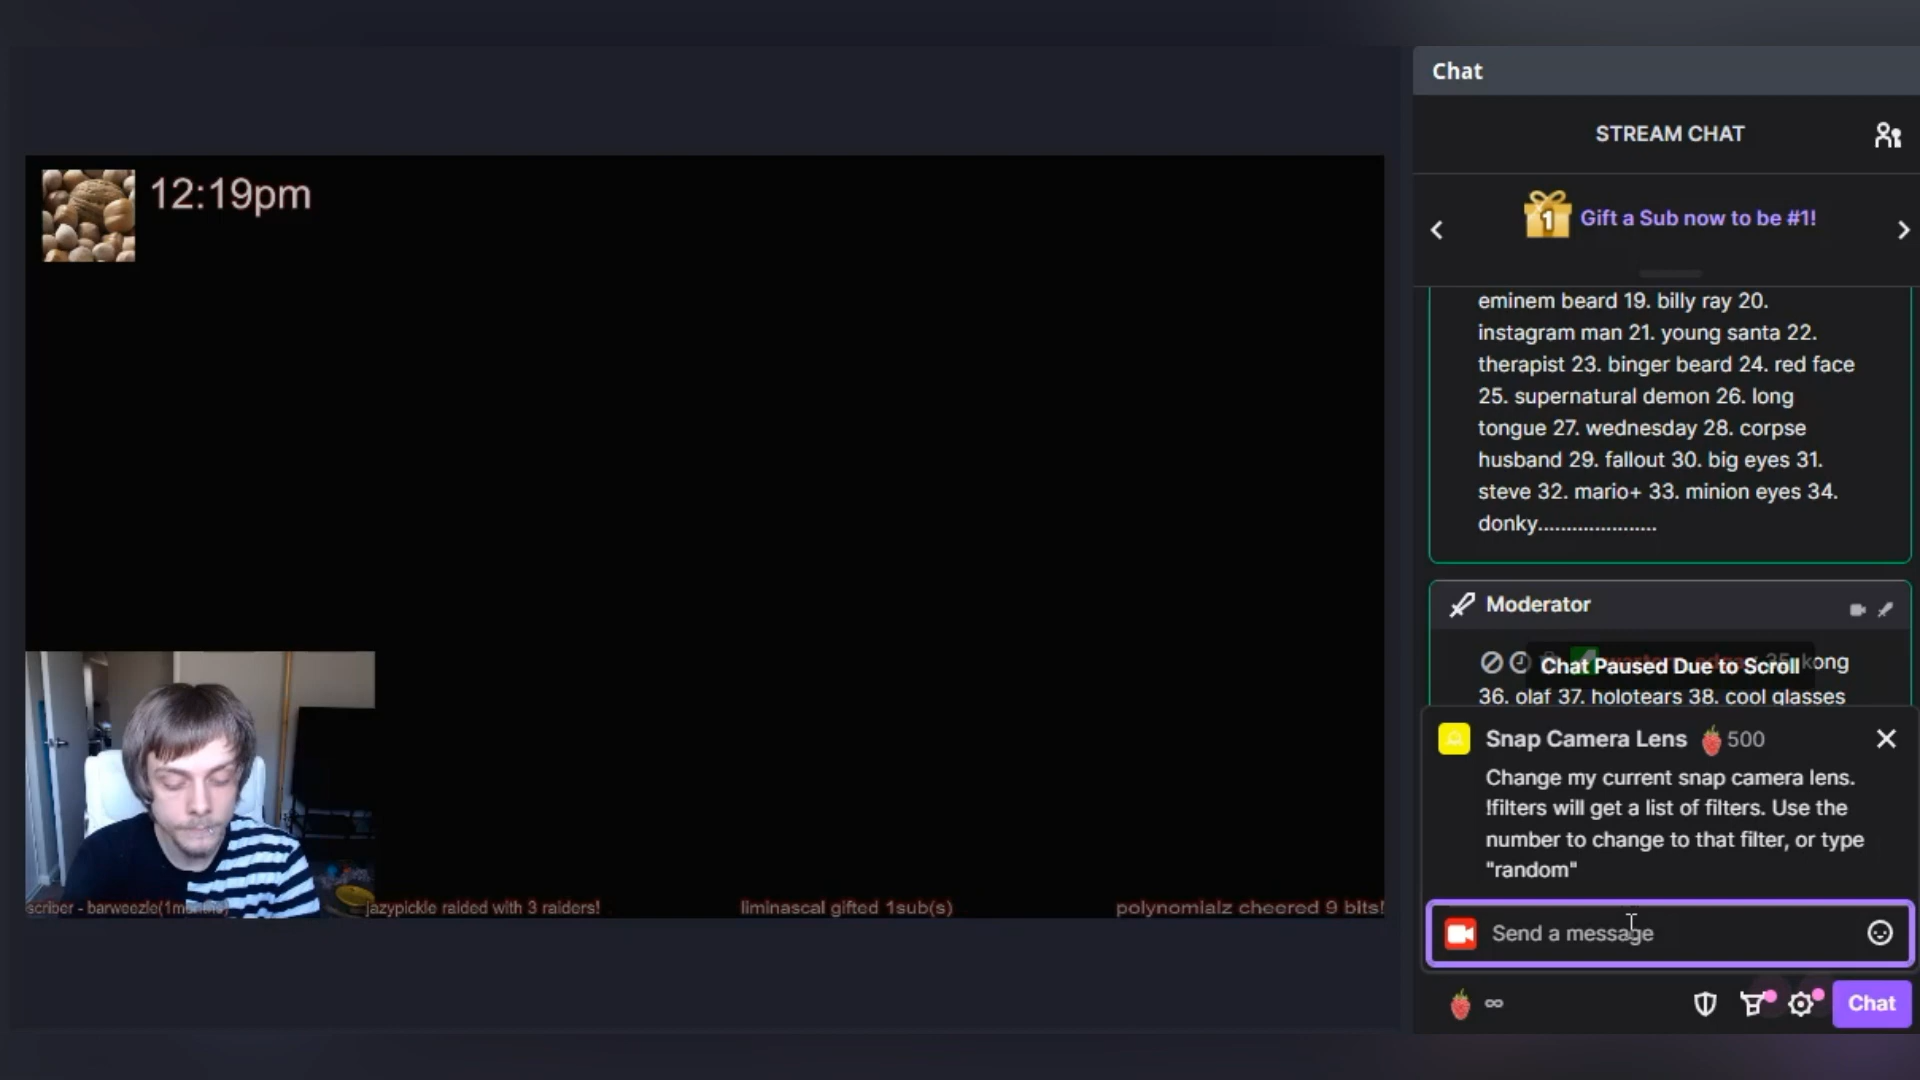 12:19pm
scriber - barweezle(1months)
jazypickle raided with 3 raiders!
liminascal gifted 1sub(s)
polynomialz cheered 9 bits!
Chat
STREAM CHAT
1
Gift a Sub now to be #1!
eminem beard 19. billy ray 20.
instagram man 21. young santa 22.
therapist 23. binger beard 24. red face
25. supernatural demon 26. long
tongue 27. wednesday 28. corpse
husband 29. fallout 30. big eyes 31.
steve 32. mario+ 33. minion eyes 34.
donky.....................
Moderator
Chat Paused Due to Scroll
kong
36. olaf 37. holotears 38. cool glasses
Snap Camera Lens 500
Change my current snap camera lens.
!filters will get a list of filters. Use the
number to change to that filter, or type
"random"
Send a message
∞
Chat